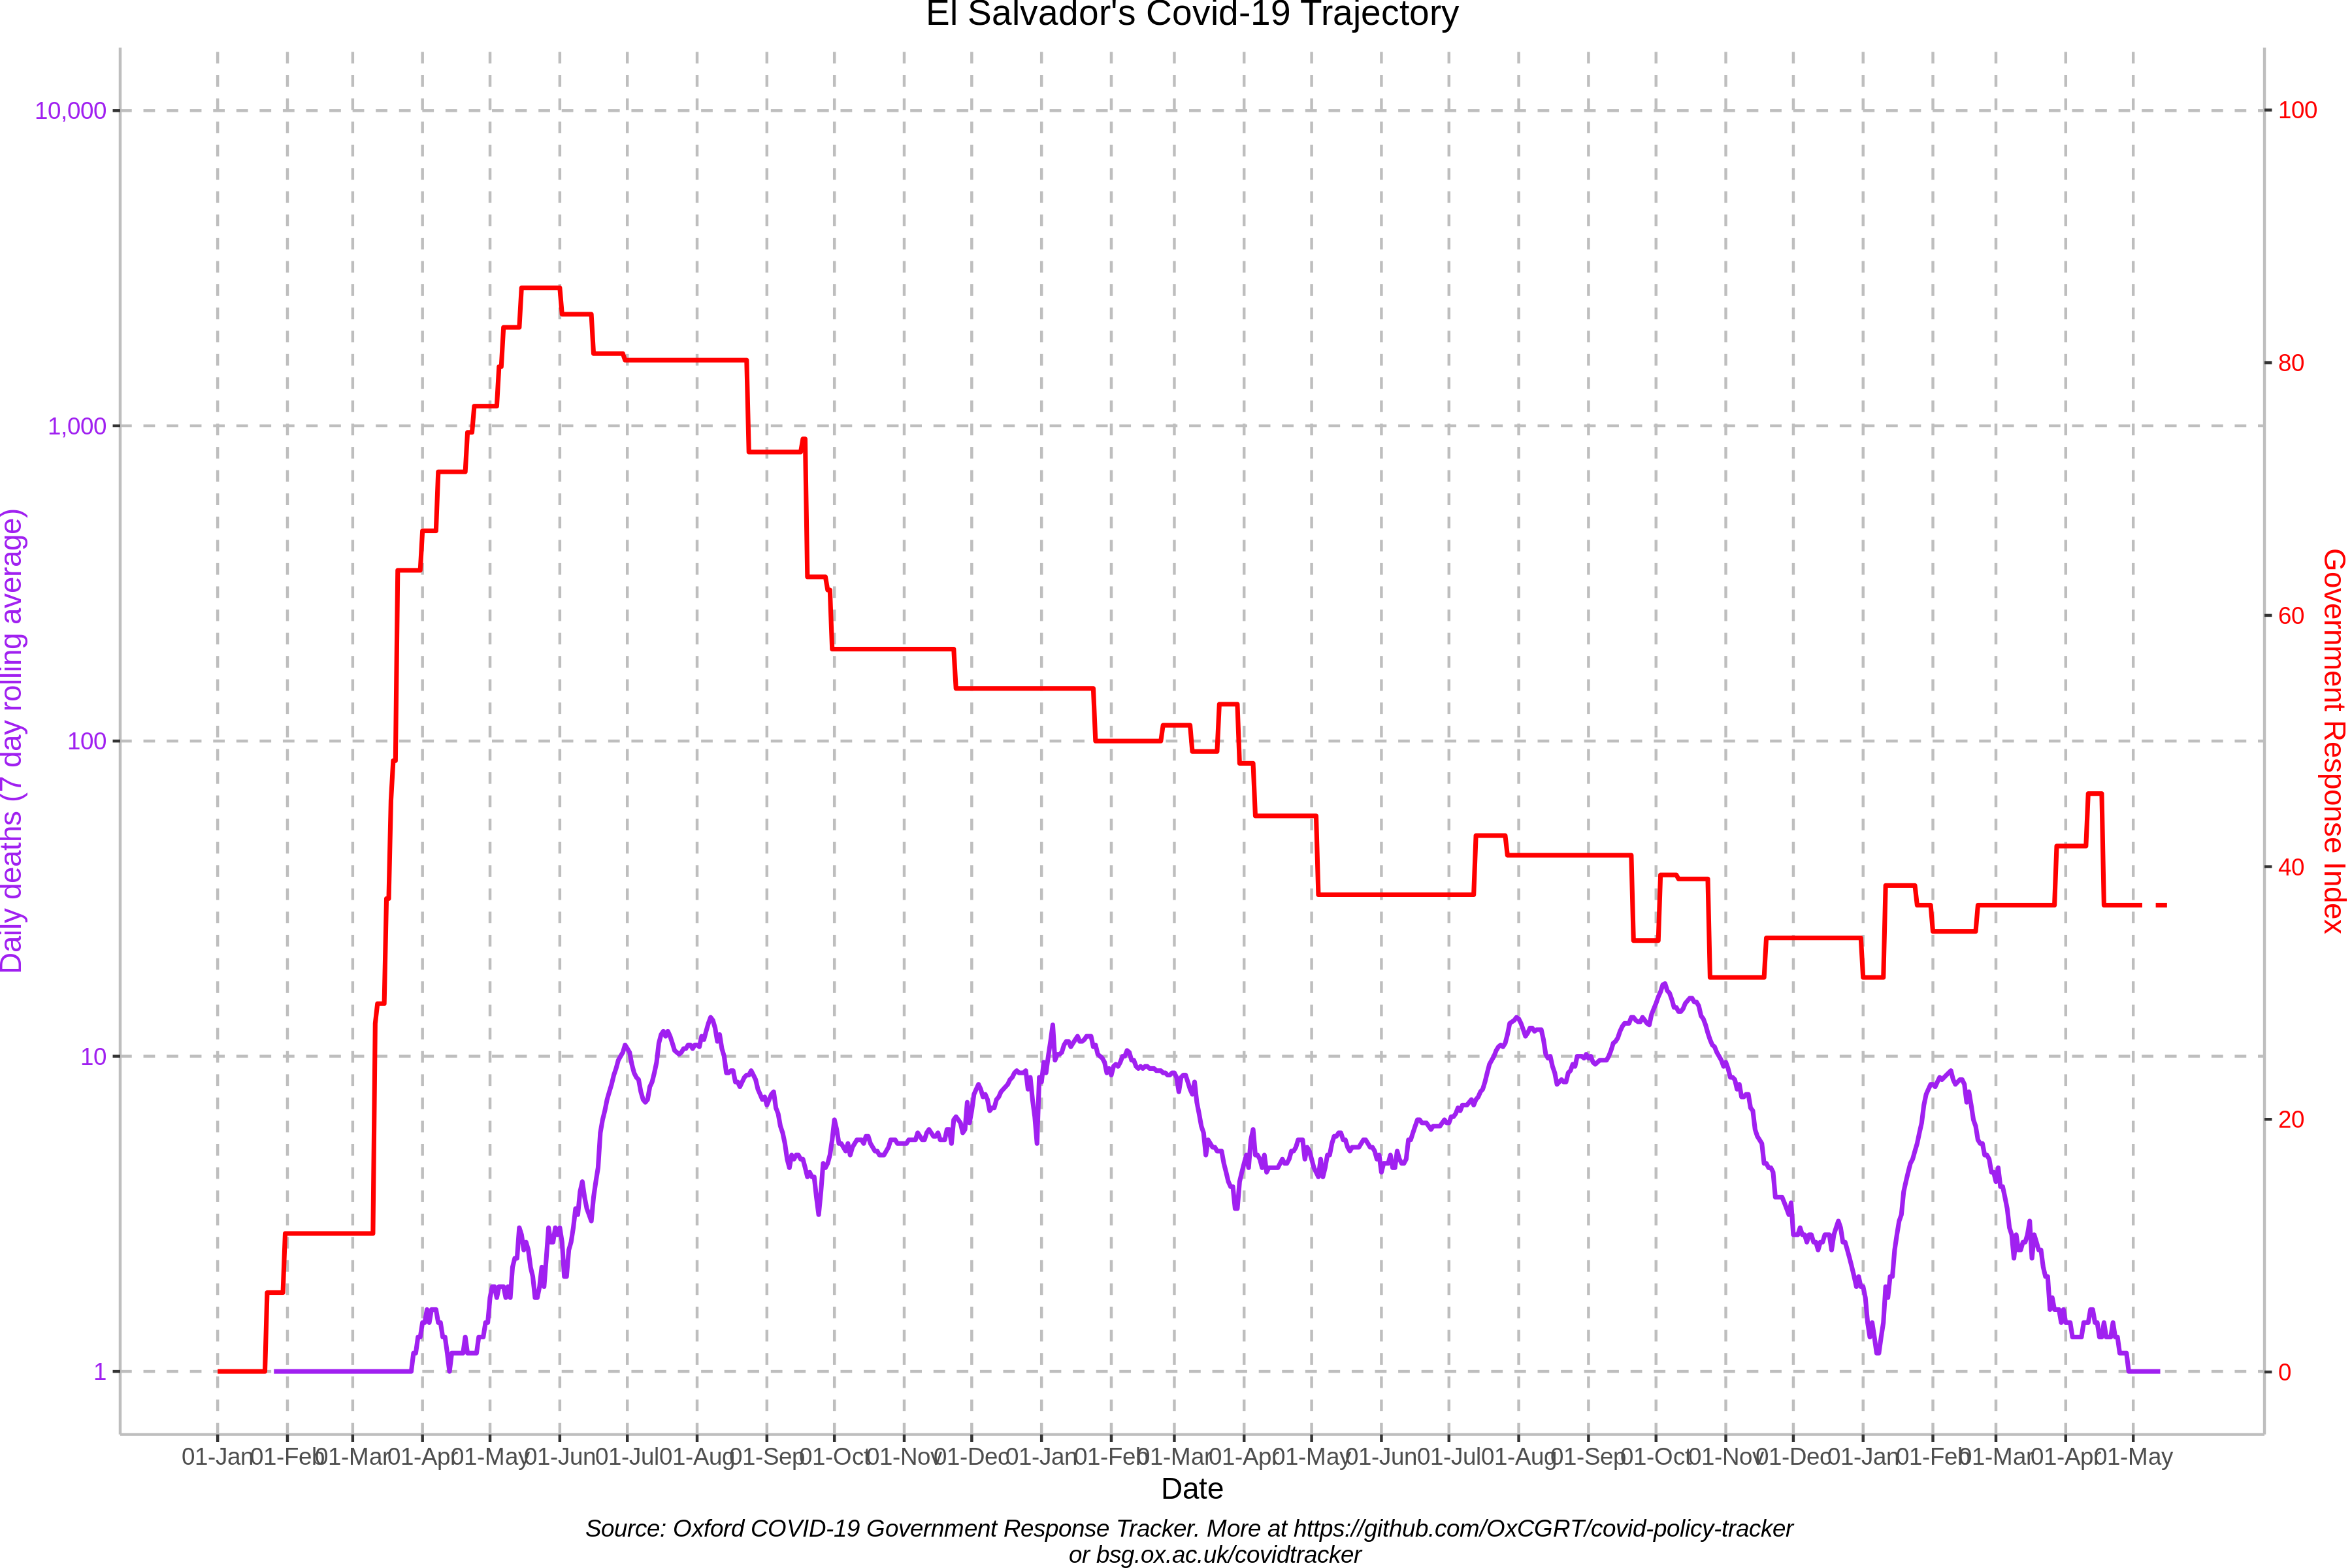 El Salvador's Covid-19 Trajectory
10,000
1,000
100
10
1
Daily deaths (7 day rolling average)
100
80
60
40
20
0
Government Response Index
01-Jan 01-Feb 01-Mar 01-Apr 01-May 01-Jun 01-Jul 01-Aug 01-Sep 01-Oct 01-Nov 01-Dec 01-Jan 01-Feb 01-Mar 01-Apr 01-May 01-Jun 01-Jul 01-Aug 01-Sep 01-Oct 01-Nov 01-Dec 01-Jan 01-Feb 01-Mar 01-Apr 01-May
Date
Source: Oxford COVID-19 Government Response Tracker. More at https://github.com/OxCGRT/covid-policy-tracker
or bsg.ox.ac.uk/covidtracker